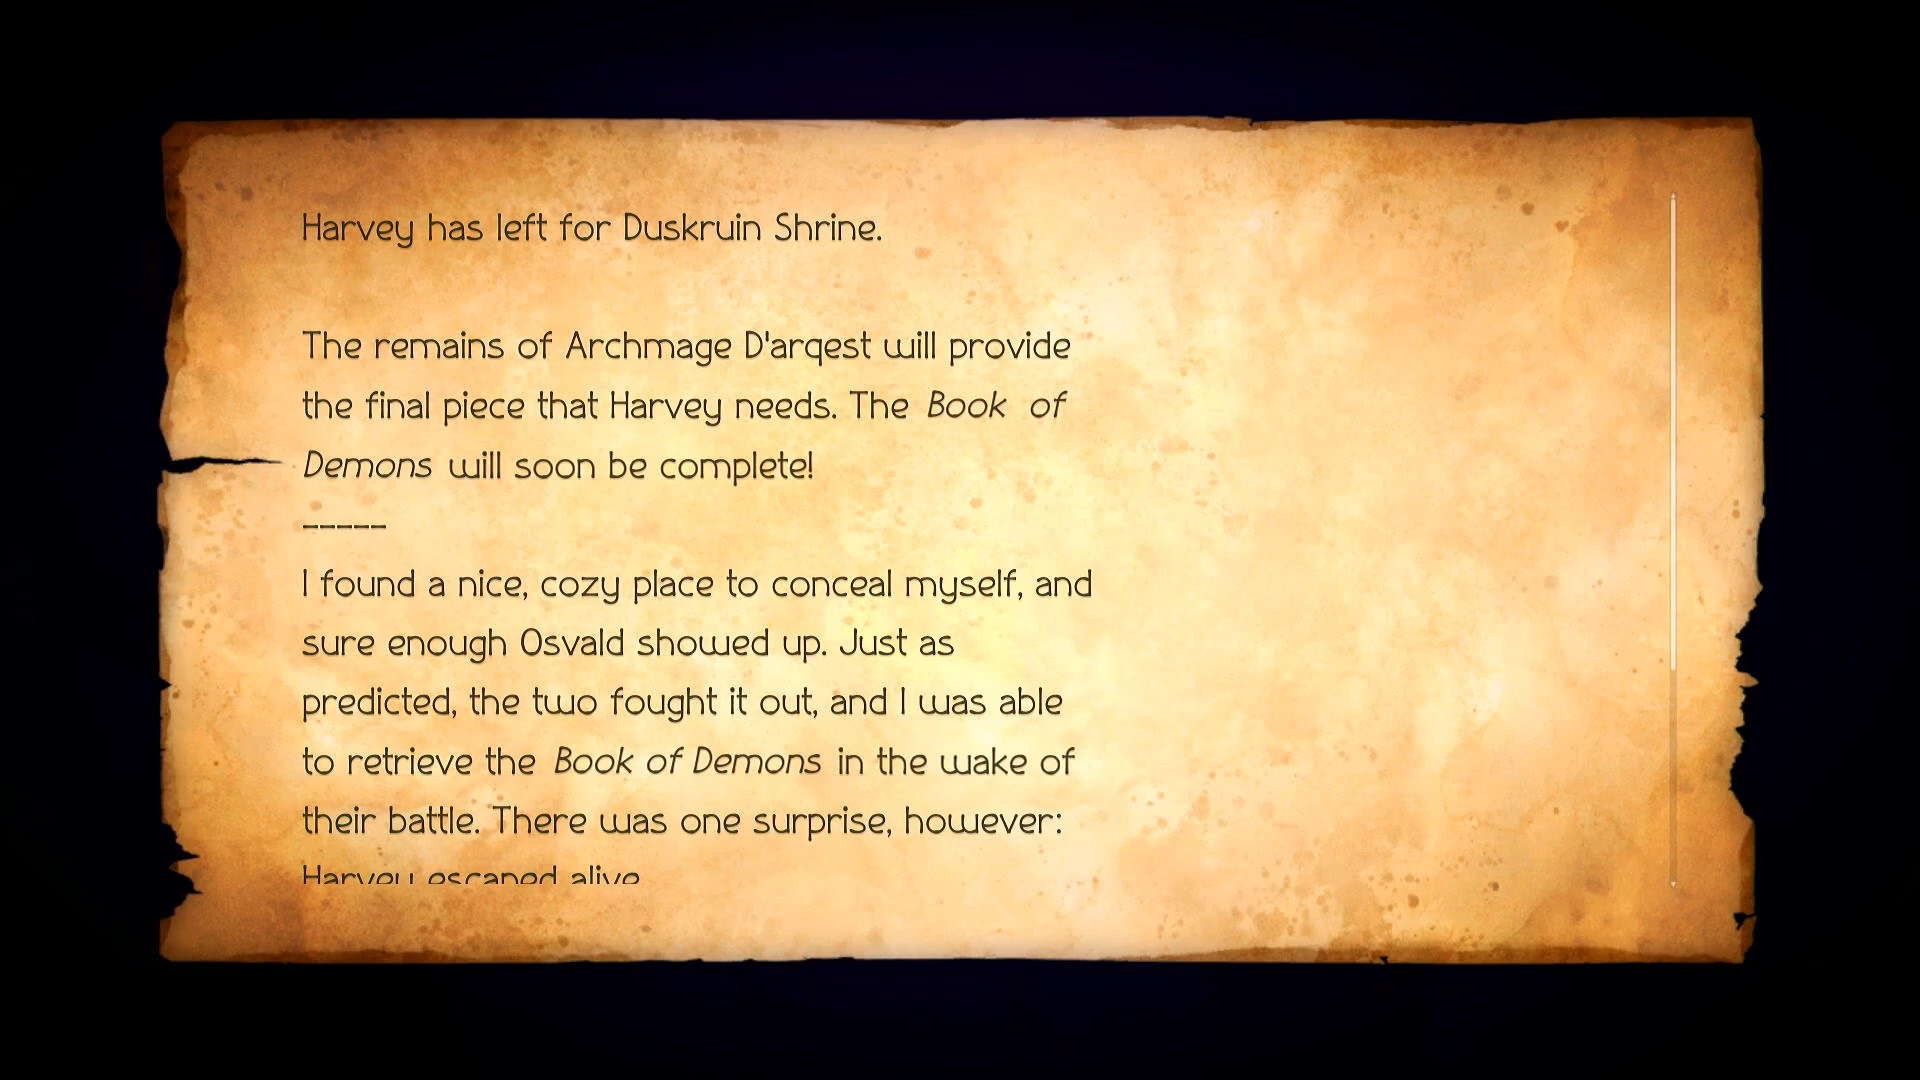 Harvey has left for Duskruin Shrine.
The remains of Archmage D'arqest will provide
the final piece that Harvey needs. The Book of
Demons will soon be complete!
-----
I found a nice, cozy place to conceal myself, and
sure enough Osvald showed up. Just as
predicted, the two fought it out, and I was able
to retrieve the Book of Demons in the wake of
their battle. There was one surprise, however:
Harvey escaped alive